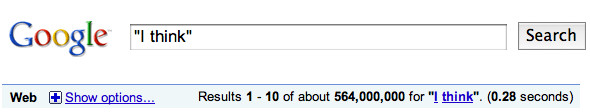 Google "I think" Search
Web Show options... Results 1 - 10 of about 564,000,000 for "I think". (0.28 seconds)